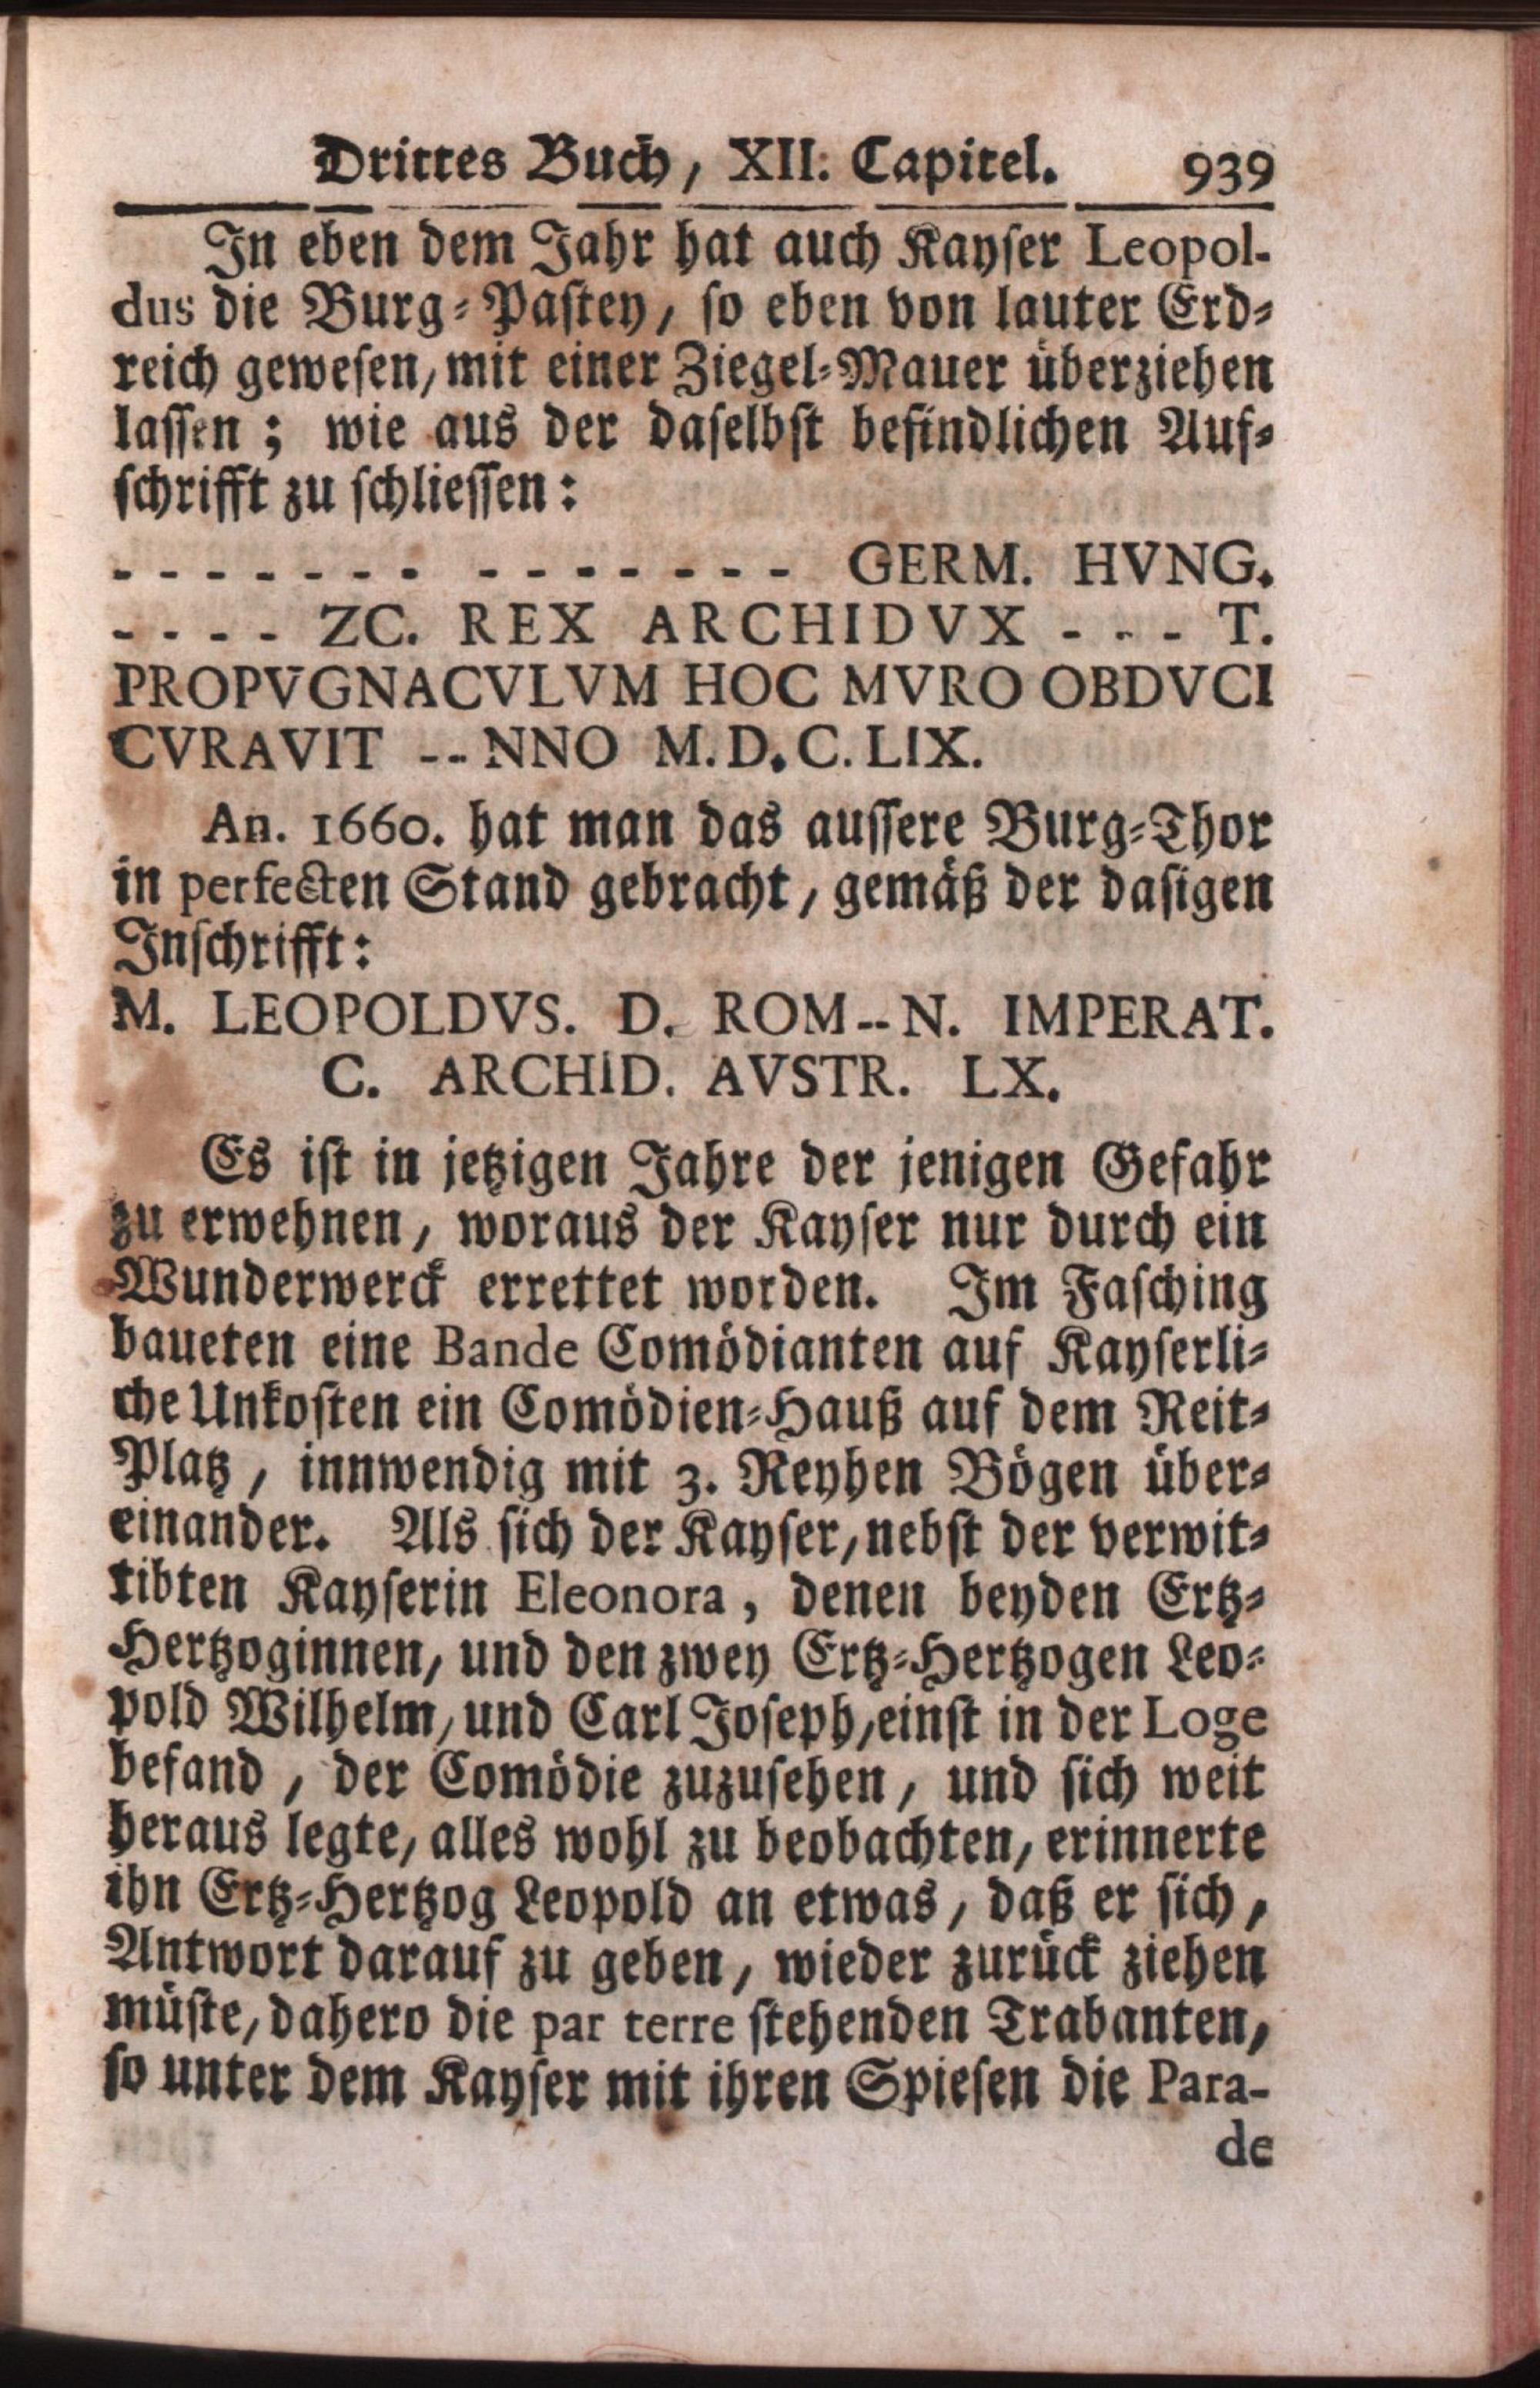 Drittes Buch, XII. Capitel. 939
In eben dem Jahr hat auch Kayser Leopol-
dus die Burg-Pastey, so eben von lauter Erd-
reich gewesen, mit einer Ziegel-Mauer überziehen
lassen; wie aus der daselbst befindlichen Auf-
schrifft zu schliessen:
- - - - - - - - - - - - - - GERM. HVNG.
- - - - ZC. REX ARCHIDVX - - - T.
PROPVGNACVLVM HOC MVRO OBDVCI
CVRAVIT -- NNO M.D.C.LIX.
An. 1660. hat man das aussere Burg-Thor
in perfecten Stand gebracht, gemäß der dasigen
Inschrifft:
M. LEOPOLDVS. D. ROM--N. IMPERAT.
C. ARCHID. AVSTR. LX.
Es ist in jetzigen Jahre der jenigen Gefahr
zu erwehnen, woraus der Kayser nur durch ein
Wunderwerck errettet worden. Im Fasching
baueten eine Bande Comödianten auf Kayserli-
che Unkosten ein Comödien-Hauß auf dem Reit-
Platz, innwendig mit 3. Reyhen Bögen über-
einander. Als sich der Kayser, nebst der verwit-
tibten Kayserin Eleonora, denen beyden Ertz-
Hertzoginnen, und den zwey Ertz-Hertzogen Leo-
pold Wilhelm, und Carl Joseph, einst in der Loge
befand, der Comödie zuzusehen, und sich weit
heraus legte, alles wohl zu beobachten, erinnerte
ihn Ertz-Hertzog Leopold an etwas, daß er sich,
Antwort darauf zu geben, wieder zurück ziehen
müste, dahero die par terre stehenden Trabanten,
so unter dem Kayser mit ihren Spiesen die Para-
de